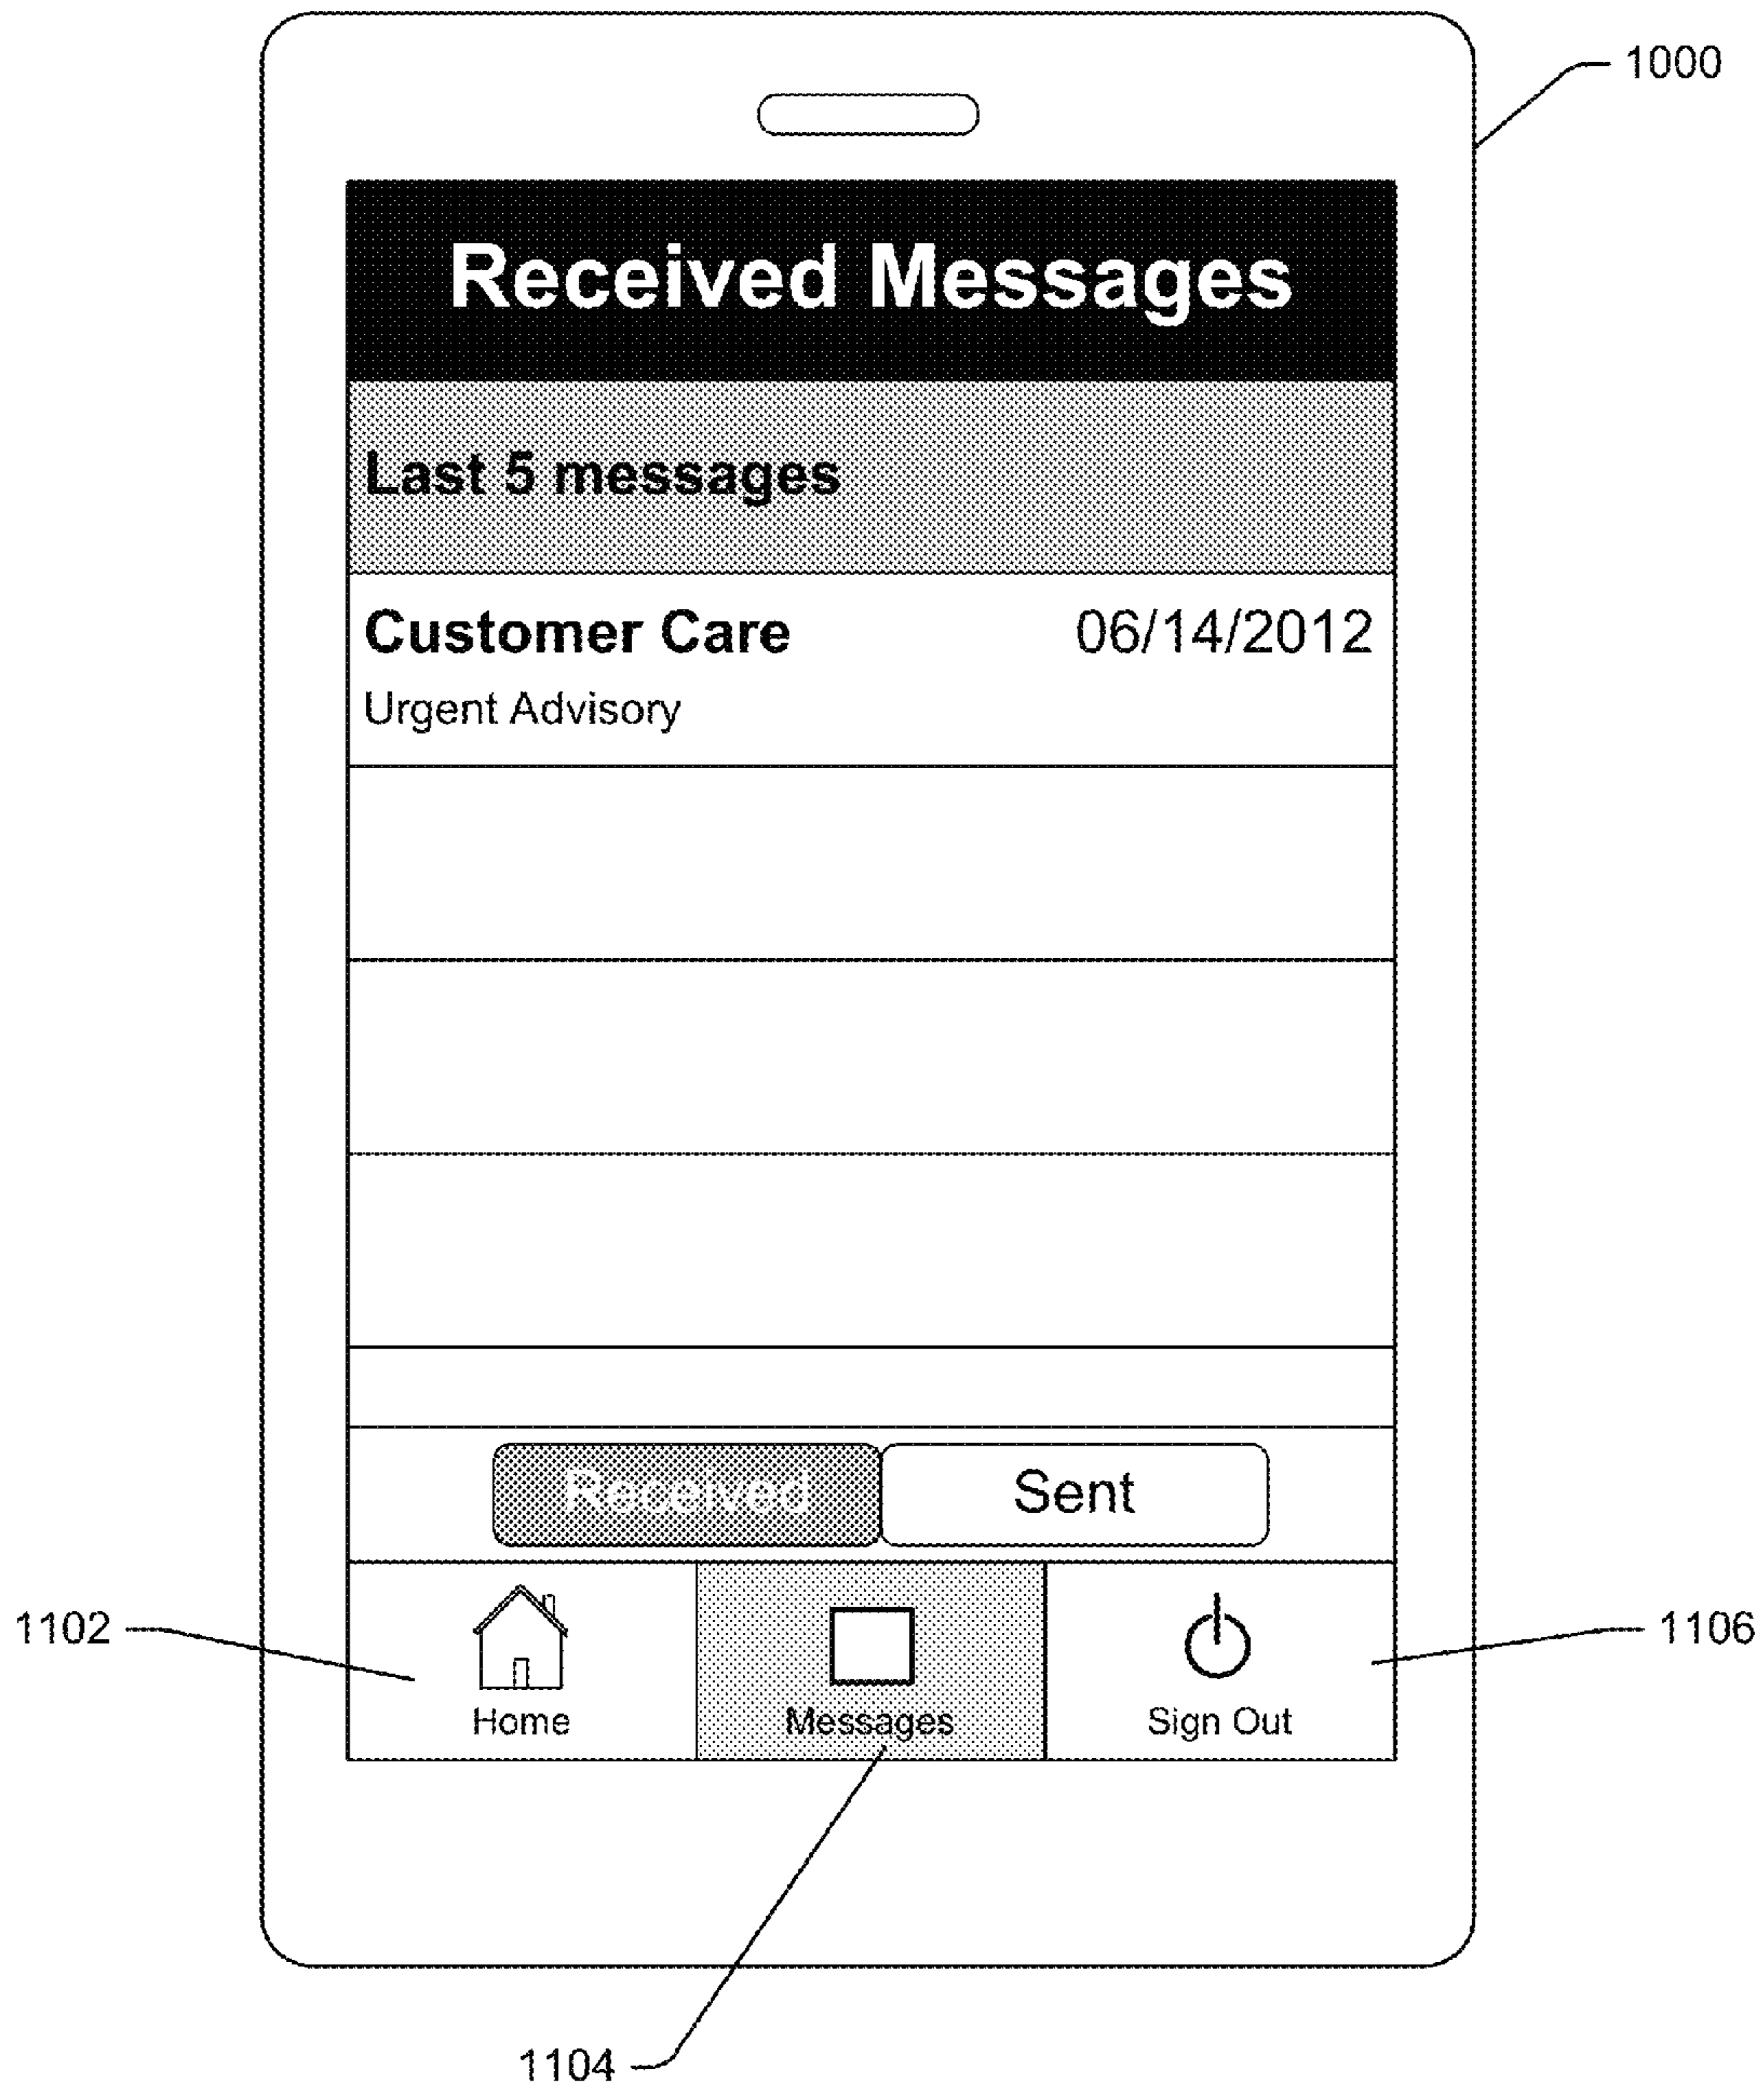 1000
Received Messages
Last 5 messages
Customer Care 06/14/2012
Urgent Advisory
Received Sent
1102 1106
Home Messages Sign Out
1104